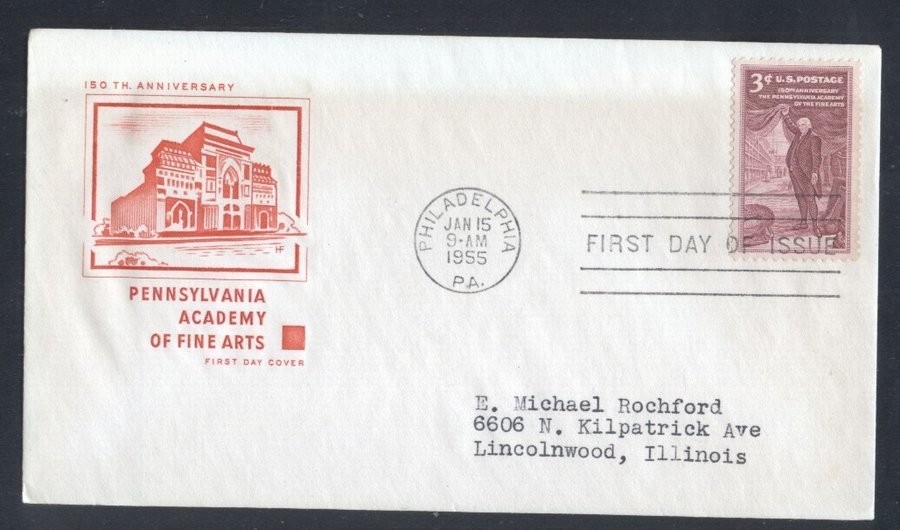 150 TH. ANNIVERSARY
HF
PENNSYLVANIA
ACADEMY
OF FINE ARTS
FIRST DAY COVER
PHILADELPHIA
JAN 15
9-AM
1955
P.A.
3¢ U.S. POSTAGE
150TH ANNIVERSARY
THE PENNSYLVANIA ACADEMY
OF THE FINE ARTS
FIRST DAY OF ISSUE
E. Michael Rochford
6606 N. Kilpatrick Ave
Lincolnwood, Illinois